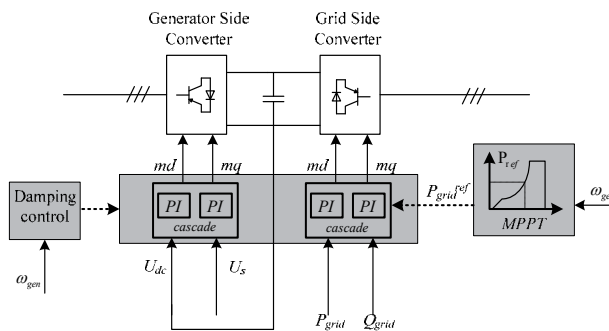 Generator Side
Converter
Grid Side
Converter
md
mq
md
mq
Damping
control
PI
PI
cascade
PI
PI
cascade
P_grid^ref
P_ref
MPPT
ω_ge
ω_gen
U_dc
U_s
P_grid
Q_grid